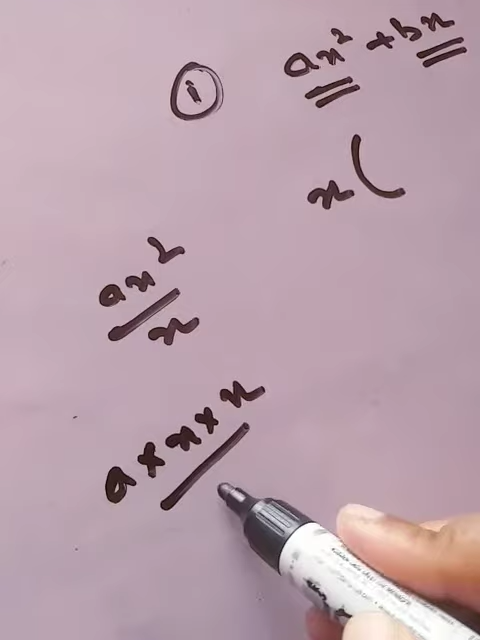 i ax² + bx
x (
ax²
x
a × x × x